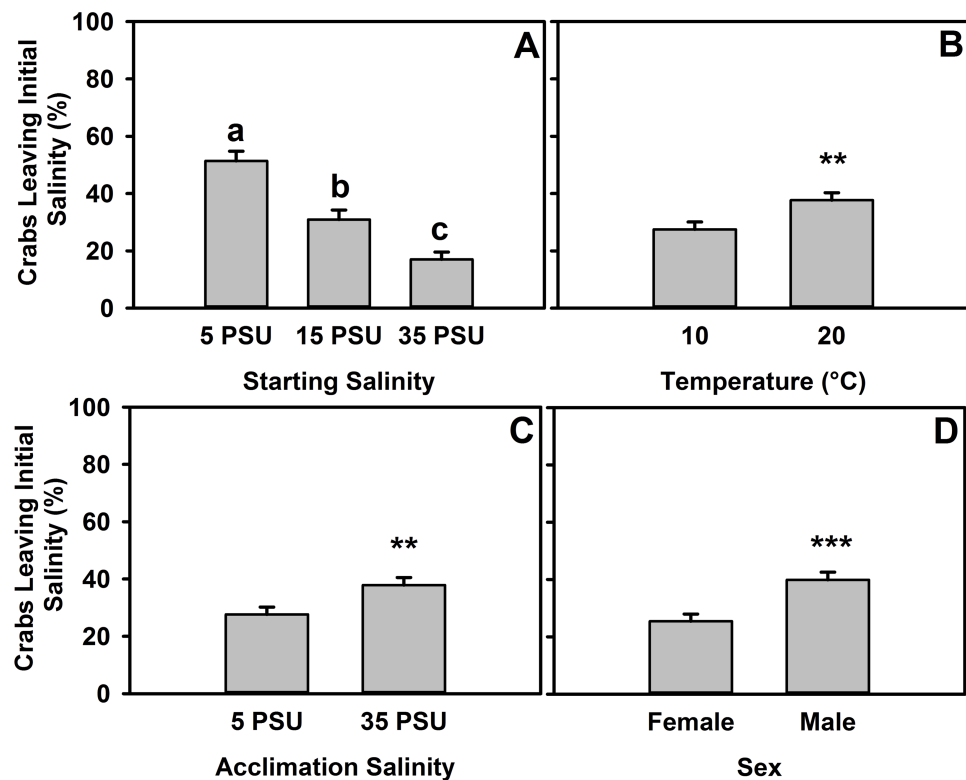 Crabs Leaving Initial
Salinity (%)
100
80
60
40
20
0
A
a
b
c
5 PSU 15 PSU 35 PSU
Starting Salinity
B
**
10 20
Temperature (°C)
Crabs Leaving Initial
Salinity (%)
100
80
60
40
20
0
C
**
5 PSU 35 PSU
Acclimation Salinity
D
***
Female Male
Sex